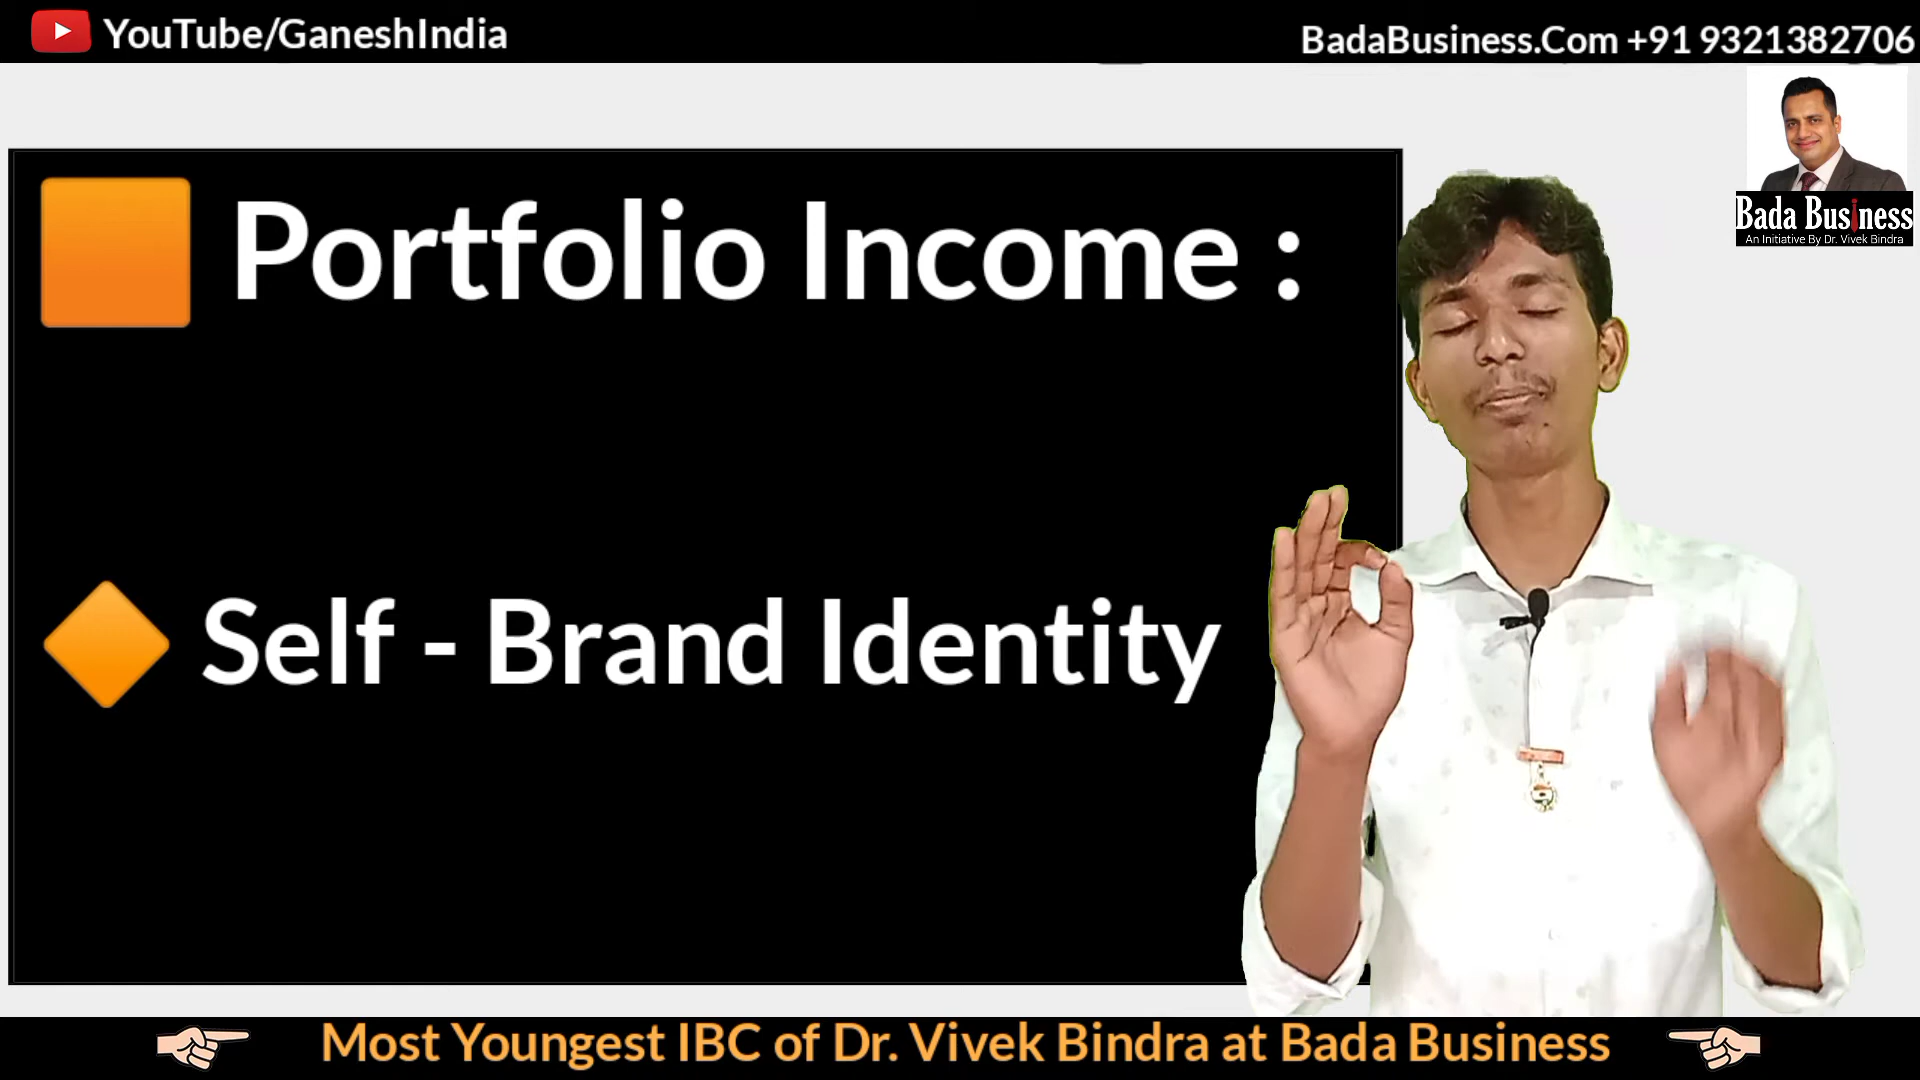 YouTube/GaneshIndia
BadaBusiness.Com +91 9321382706
Bada Business
An Initiative By Dr. Vivek Bindra
Portfolio Income :
Self - Brand Identity
Most Youngest IBC of Dr. Vivek Bindra at Bada Business